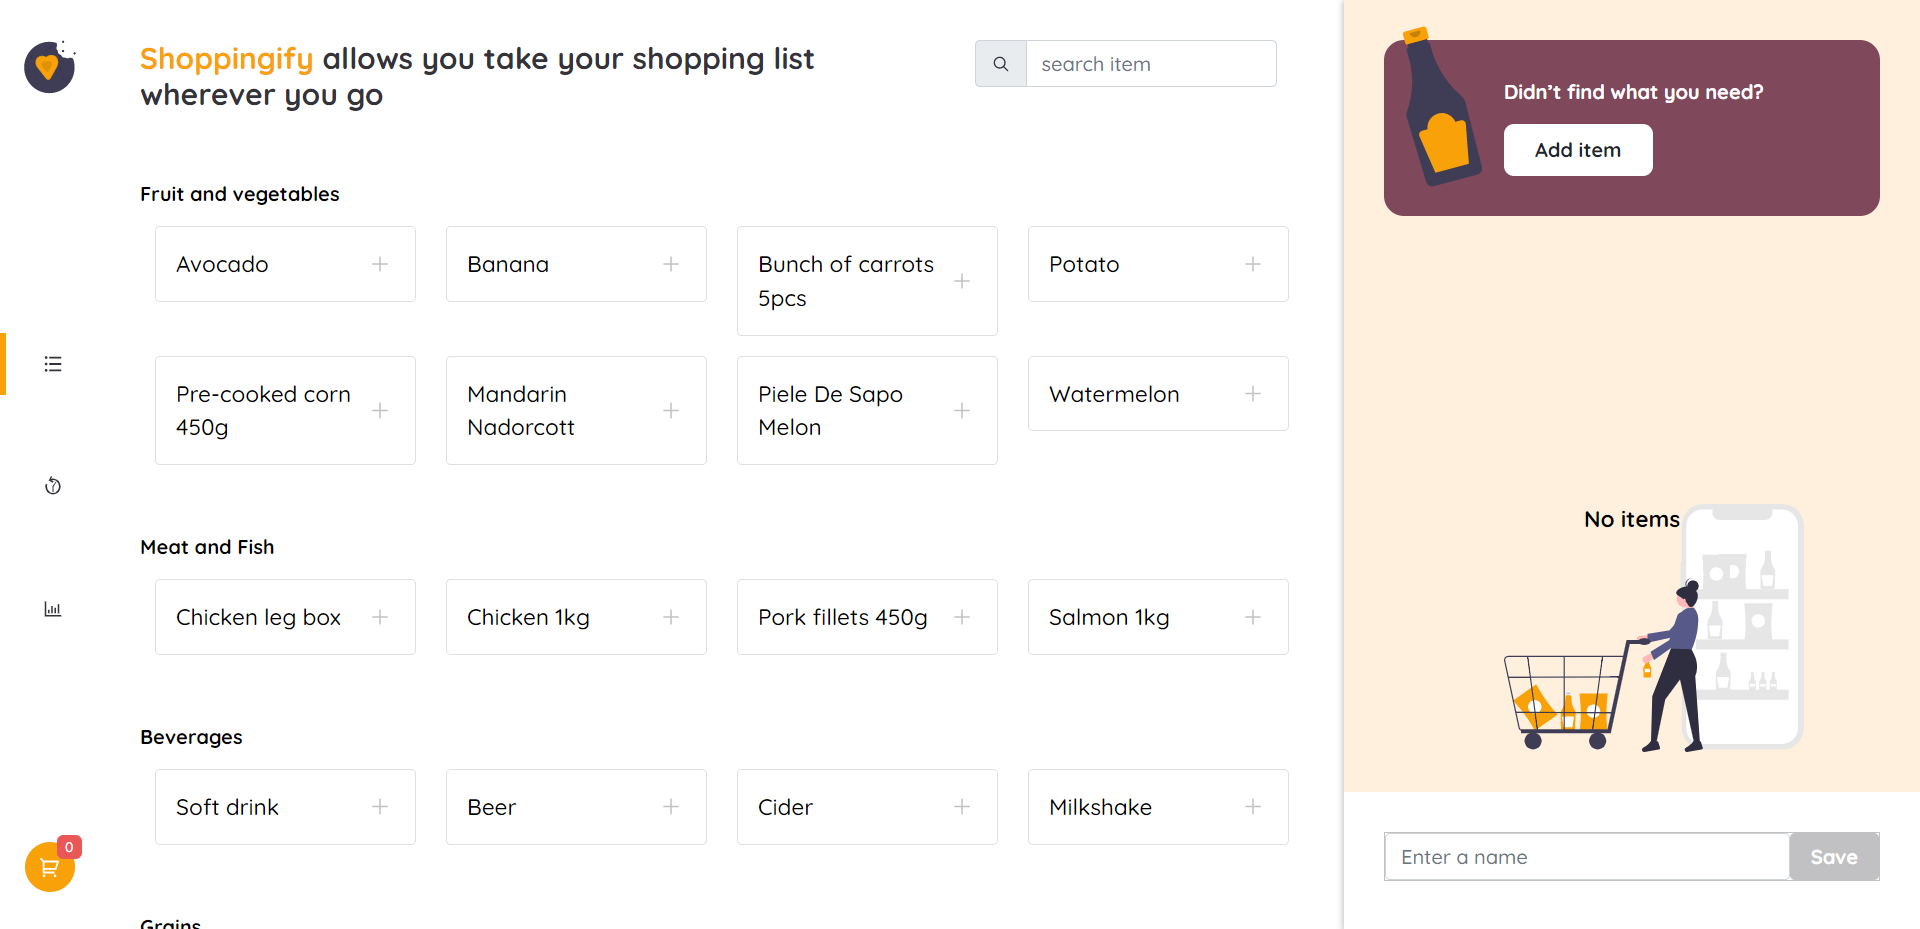 Shoppingify allows you take your shopping list
wherever you go
search item
Fruit and vegetables
Avocado
Banana
Bunch of carrots
5pcs
Potato
Pre-cooked corn
450g
Mandarin
Nadorcott
Piele De Sapo
Melon
Watermelon
Meat and Fish
Chicken leg box
Chicken 1kg
Pork fillets 450g
Salmon 1kg
Beverages
Soft drink
Beer
Cider
Milkshake
Grains
0
Didn't find what you need?
Add item
No items
Enter a name
Save